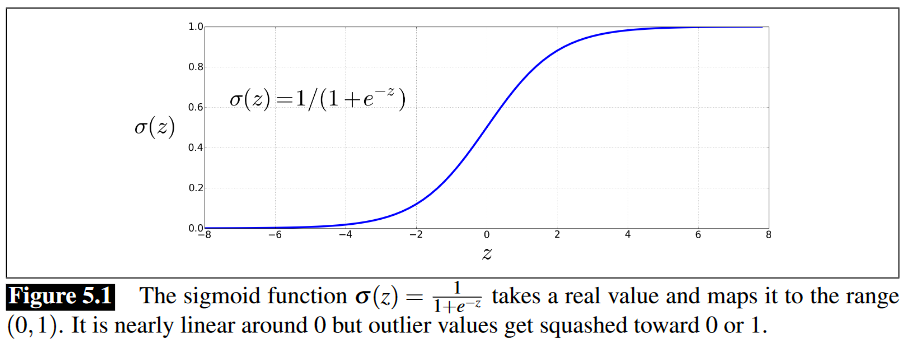 1.0
0.8
σ(z)=1/(1+e^{-z})
0.6
σ(z)
0.4
0.2
0.0
−8 −6 −4 −2 0 2 4 6 8
z
Figure 5.1 The sigmoid function σ(z) = \frac{1}{1+e^{-z}} takes a real value and maps it to the range
(0,1). It is nearly linear around 0 but outlier values get squashed toward 0 or 1.